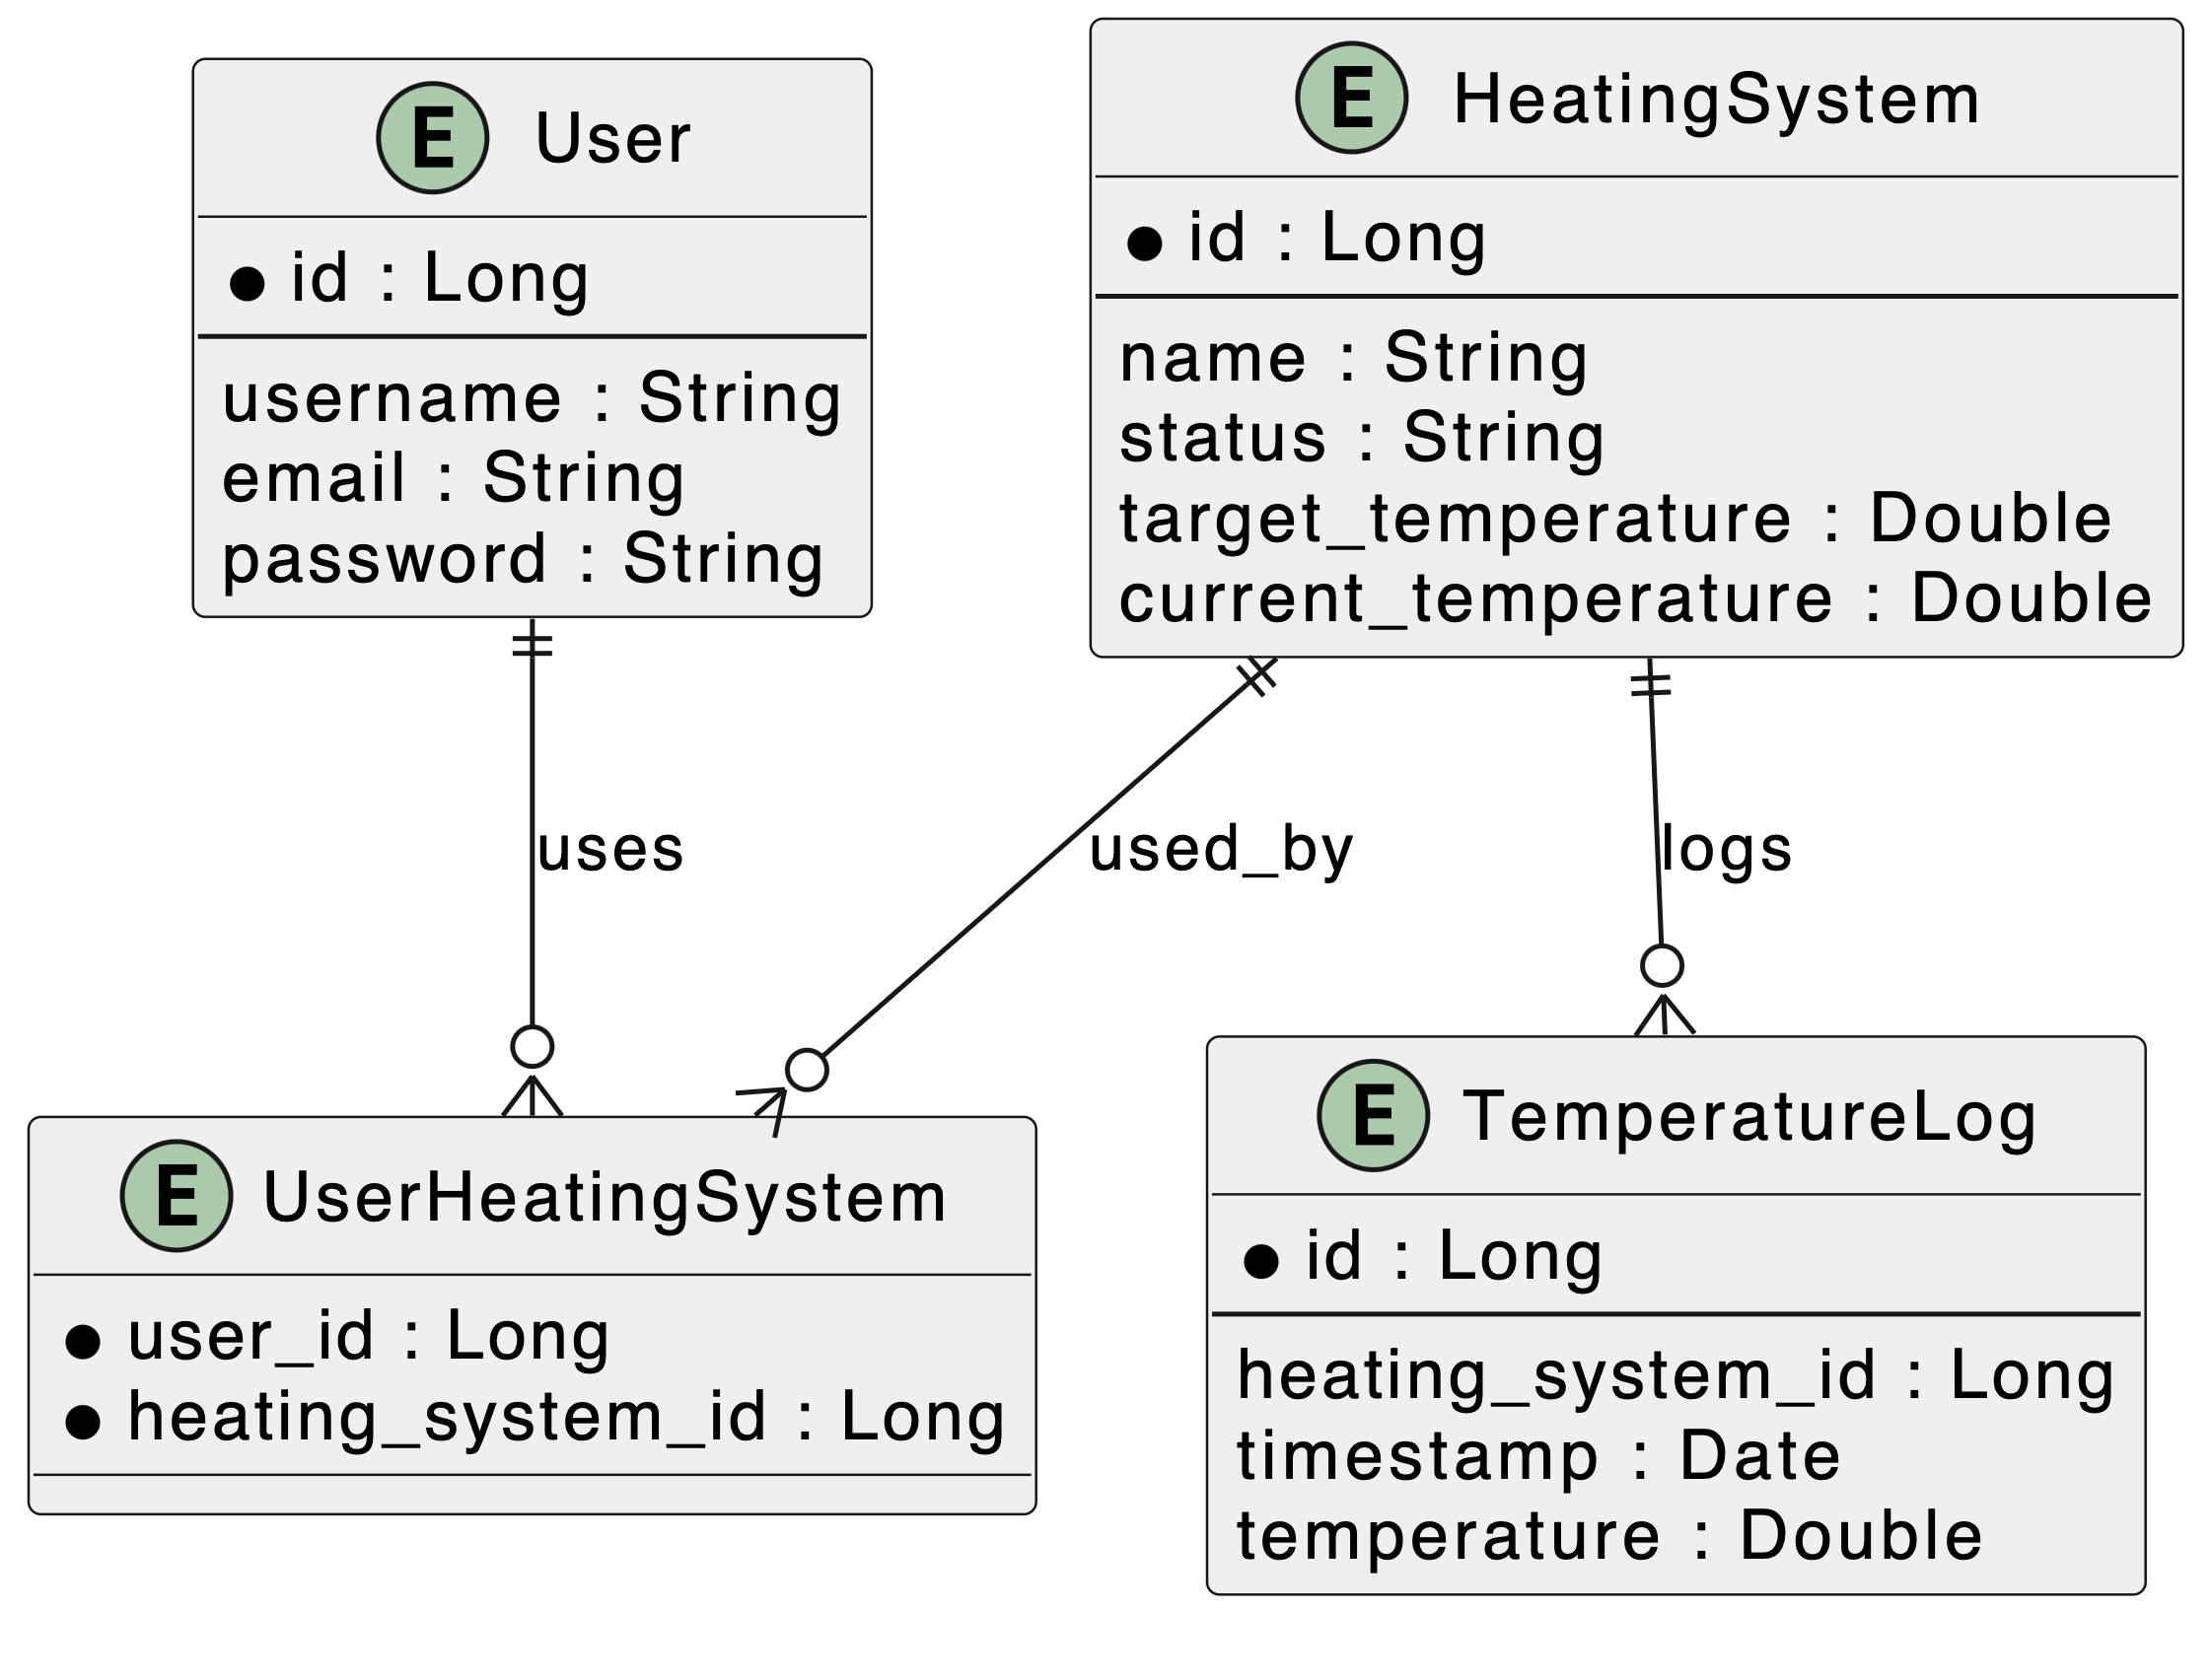 E User
id : Long
username : String
email : String
password : String
E HeatingSystem
id : Long
name : String
status : String
target_temperature : Double
current_temperature : Double
uses
used_by
logs
E UserHeatingSystem
user_id : Long
heating_system_id : Long
E TemperatureLog
id : Long
heating_system_id : Long
timestamp : Date
temperature : Double